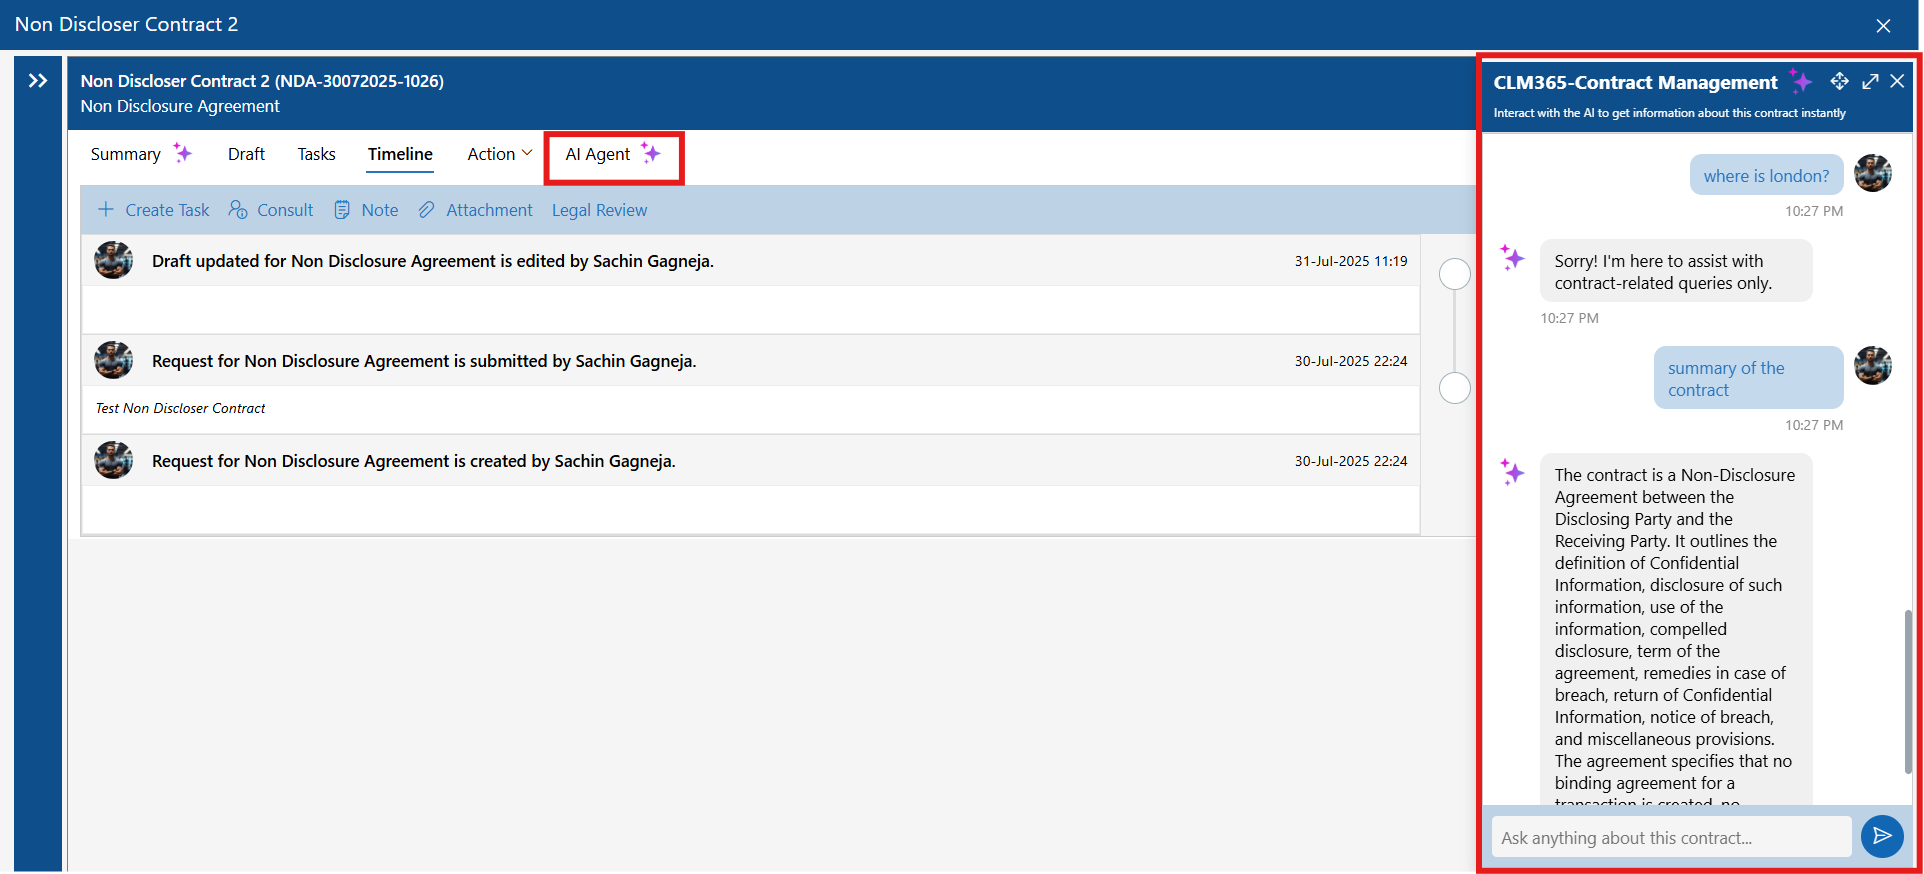 Non Discloser Contract 2
Non Discloser Contract 2 (NDA-30072025-1026)
Non Disclosure Agreement
Summary
Draft
Tasks
Timeline
Action
AI Agent
Create Task
Consult
Note
Attachment
Legal Review
Draft updated for Non Disclosure Agreement is edited by Sachin Gagneja.
31-Jul-2025 11:19
Request for Non Disclosure Agreement is submitted by Sachin Gagneja.
30-Jul-2025 22:24
Test Non Discloser Contract
Request for Non Disclosure Agreement is created by Sachin Gagneja.
30-Jul-2025 22:24
CLM365-Contract Management
Interact with the AI to get information about this contract instantly
where is london?
10:27 PM
Sorry! I'm here to assist with
contract-related queries only.
10:27 PM
summary of the
contract
10:27 PM
The contract is a Non-Disclosure
Agreement between the
Disclosing Party and the
Receiving Party. It outlines the
definition of Confidential
Information, disclosure of such
information, use of the
information, compelled
disclosure, term of the
agreement, remedies in case of
breach, return of Confidential
Information, notice of breach,
and miscellaneous provisions.
The agreement specifies that no
binding agreement for a
transaction is created, no
Ask anything about this contract...